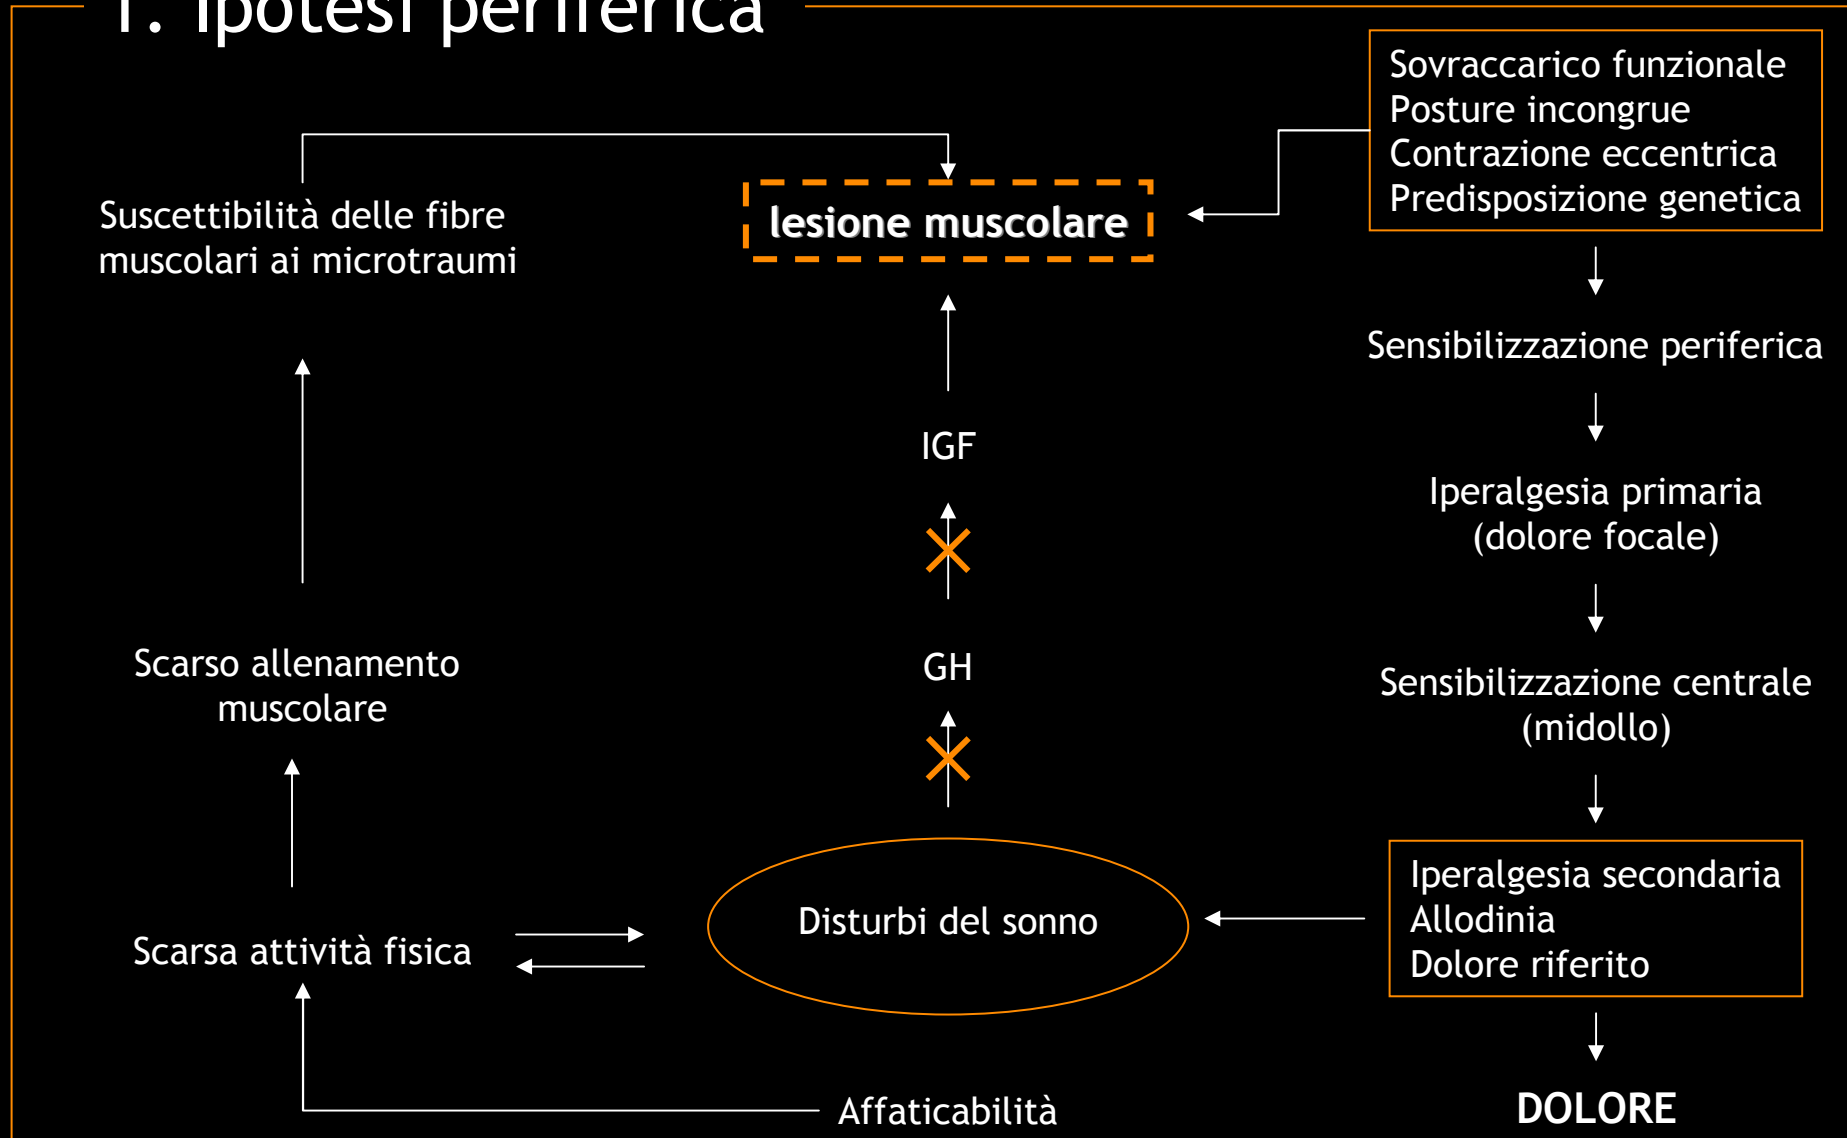 1. Ipotesi periferica
Sovraccarico funzionale
Posture incongrue
Contrazione eccentrica
Predisposizione genetica
lesione muscolare
Suscettibilità delle fibre
muscolari ai microtraumi
Sensibilizzazione periferica
IGF
Iperalgesia primaria
(dolore focale)
Scarso allenamento
muscolare
GH
Sensibilizzazione centrale
(midollo)
Iperalgesia secondaria
Allodinia
Dolore riferito
Disturbi del sonno
Scarsa attività fisica
Affaticabilità
DOLORE